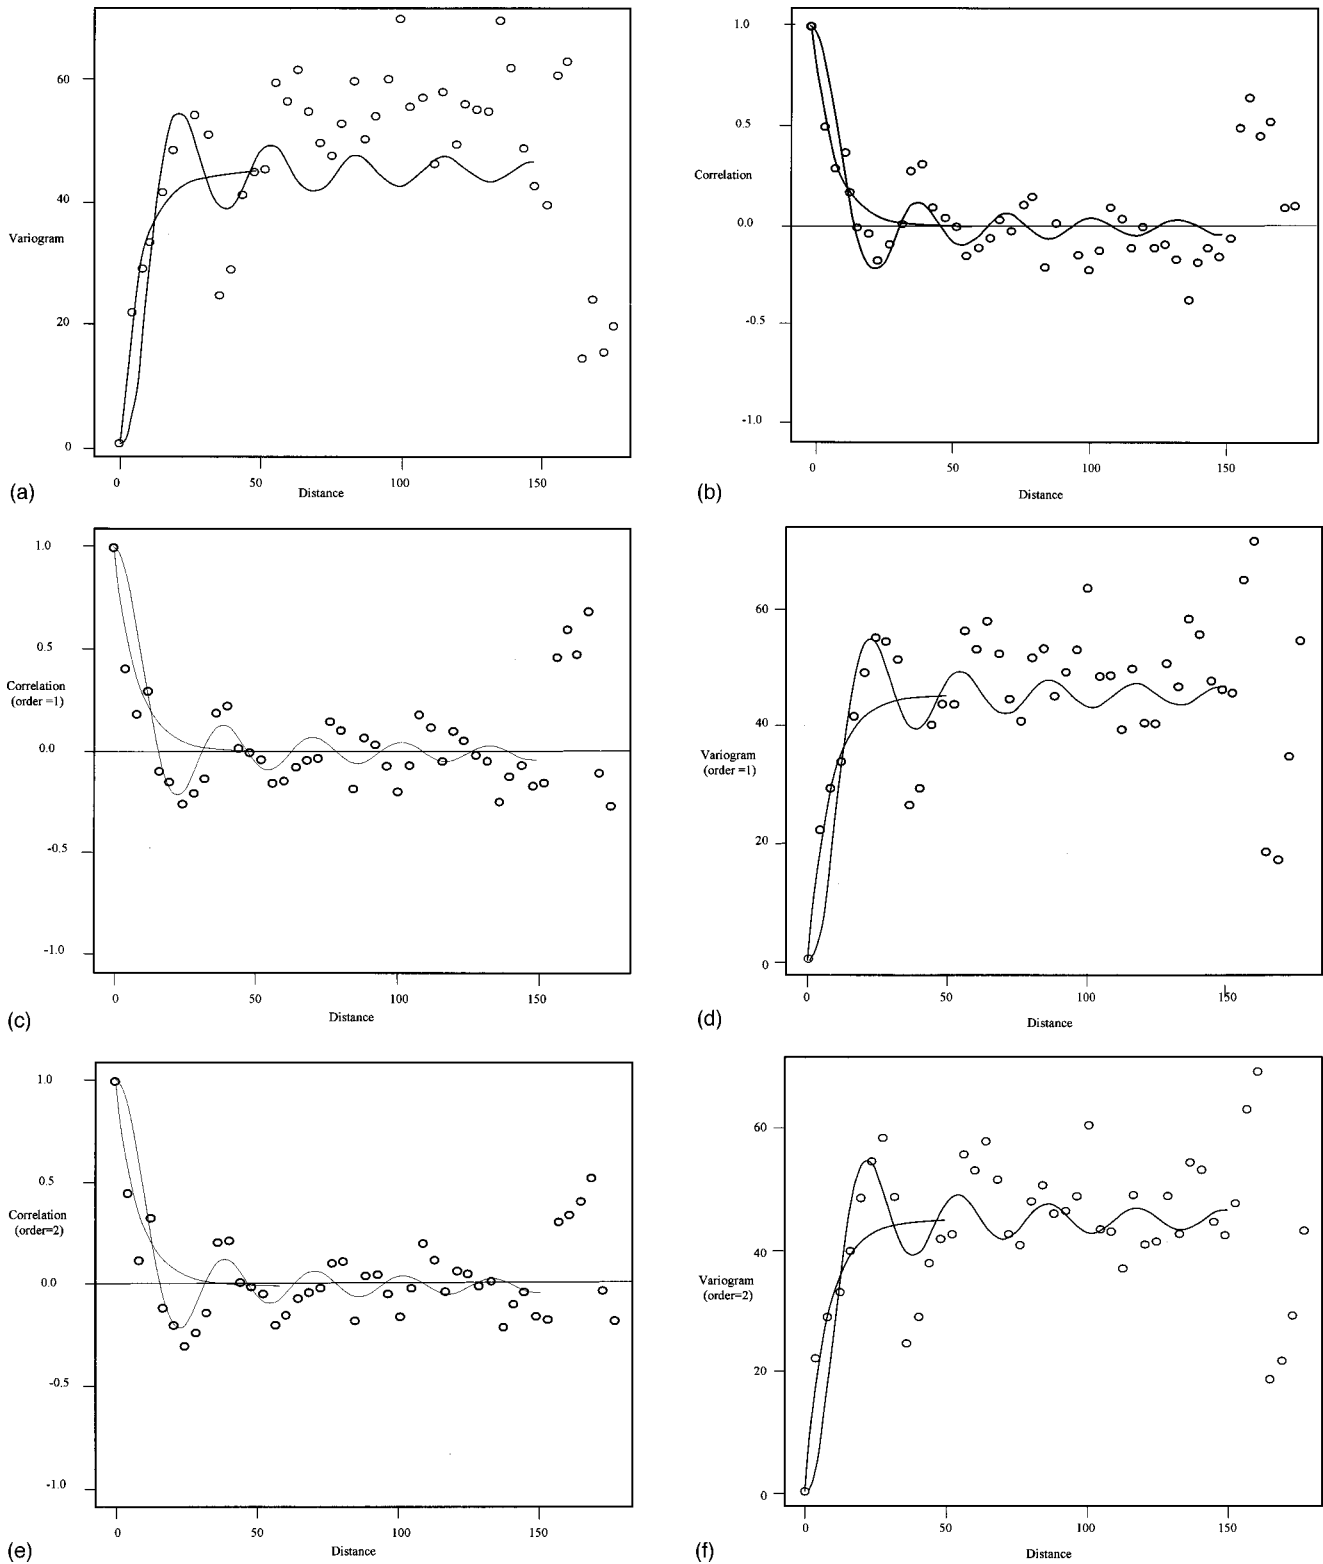 60
40
Variogram
20
0
0 50 100 150
(a) Distance
1.0
0.5
Correlation
0.0
-0.5
-1.0
0 50 100 150
(b) Distance
1.0
0.5
Correlation
(order =1)
0.0
-0.5
-1.0
0 50 100 150
(c) Distance
60
40
Variogram
(order =1)
20
0
0 50 100 150
(d) Distance
1.0
0.5
Correlation
(order=2)
0.0
-0.5
-1.0
0 50 100 150
(e) Distance
60
40
Variogram
(order=2)
20
0
0 50 100 150
(f) Distance